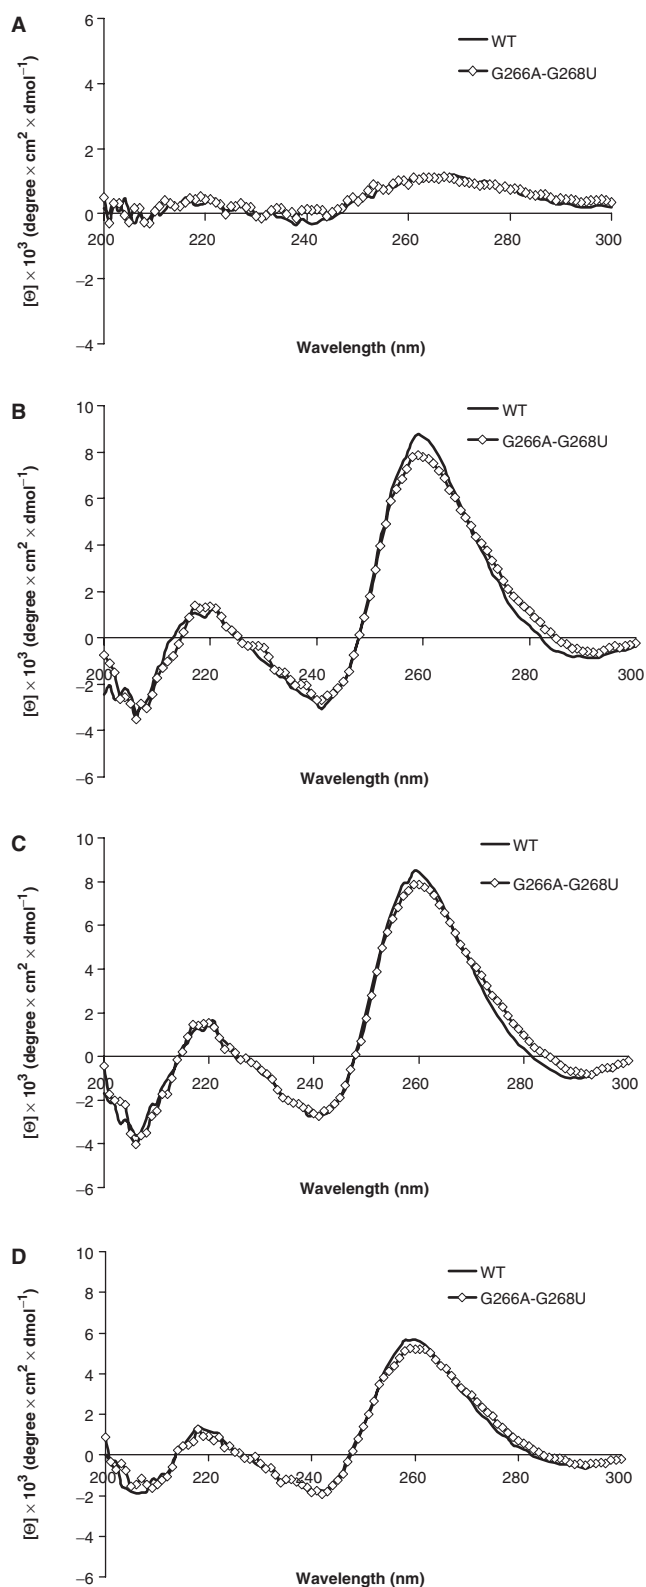 A
6
4
2
0
−2
−4
200
220
240
260
280
300
[Θ] × 10³ (degree × cm² × dmol⁻¹)
Wavelength (nm)
WT
G266A-G268U
B
10
8
6
4
2
0
−2
−4
−6
200
220
240
260
280
300
[Θ] × 10³ (degree × cm² × dmol⁻¹)
Wavelength (nm)
WT
G266A-G268U
C
10
8
6
4
2
0
−2
−4
−6
200
220
240
260
280
300
[Θ] × 10³ (degree × cm² × dmol⁻¹)
Wavelength (nm)
WT
G266A-G268U
D
10
8
6
4
2
0
−2
−4
−6
200
220
240
260
280
300
[Θ] × 10³ (degree × cm² × dmol⁻¹)
Wavelength (nm)
WT
G266A-G268U